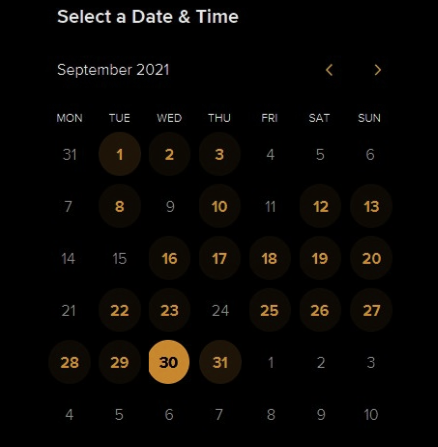 Select a Date & Time
September 2021
MON TUE WED THU FRI SAT SUN
31 1 2 3 4 5 6
7 8 9 10 11 12 13
14 15 16 17 18 19 20
21 22 23 24 25 26 27
28 29 30 31 1 2 3
4 5 6 7 8 9 10